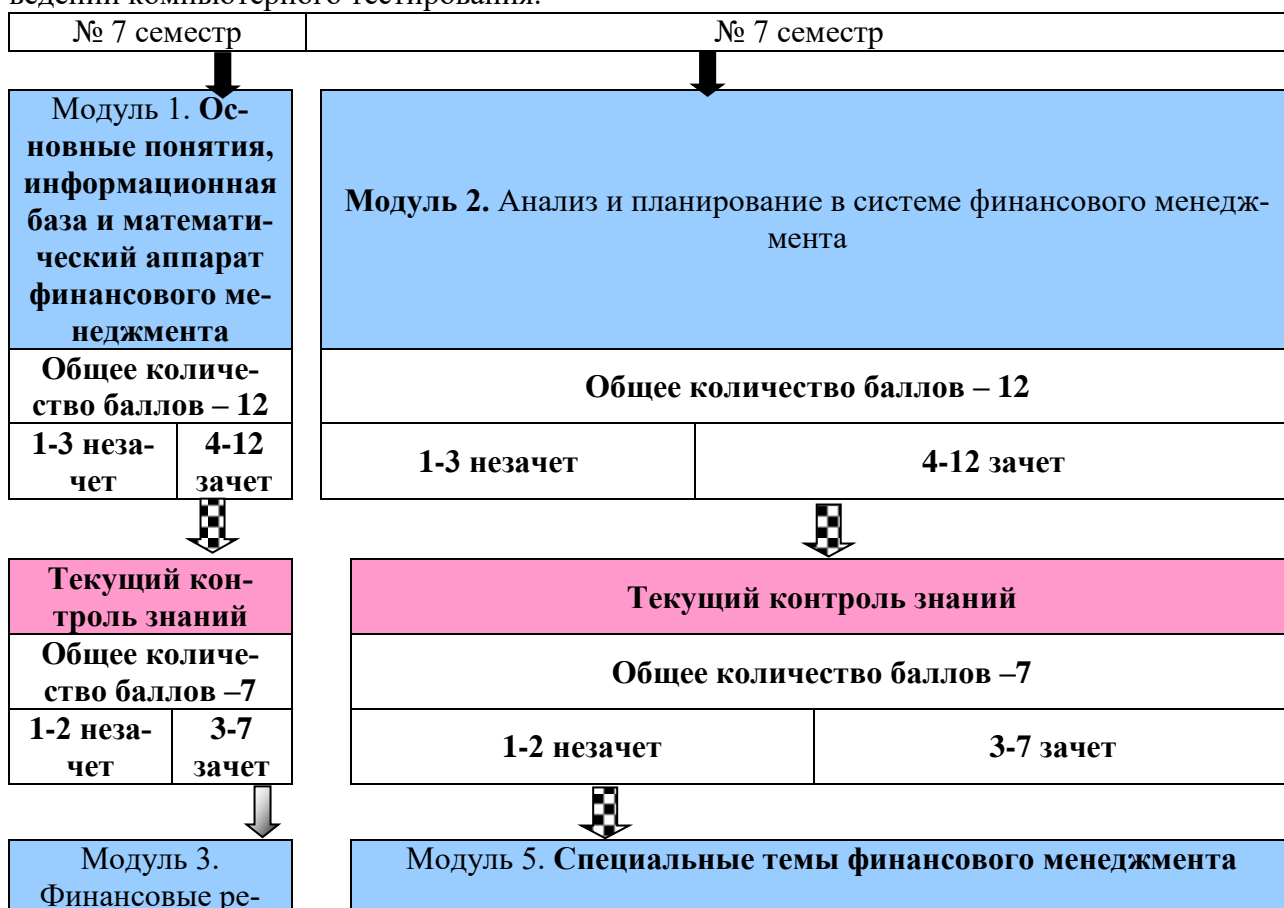 ведении компьютерного тестирования.
№ 7 семестр
№ 7 семестр
Модуль 1. Ос-
новные понятия,
информационная
база и математи-
ческий аппарат
финансового ме-
неджмента
Модуль 2. Анализ и планирование в системе финансового менедж-
мента
Общее количе-
ство баллов – 12
Общее количество баллов – 12
1-3 неза-
чет
4-12
зачет
1-3 незачет
4-12 зачет
Текущий кон-
троль знаний
Текущий контроль знаний
Общее количе-
ство баллов –7
Общее количество баллов –7
1-2 неза-
чет
3-7
зачет
1-2 незачет
3-7 зачет
Модуль 3.
Финансовые ре-
Модуль 5. Специальные темы финансового менеджмента